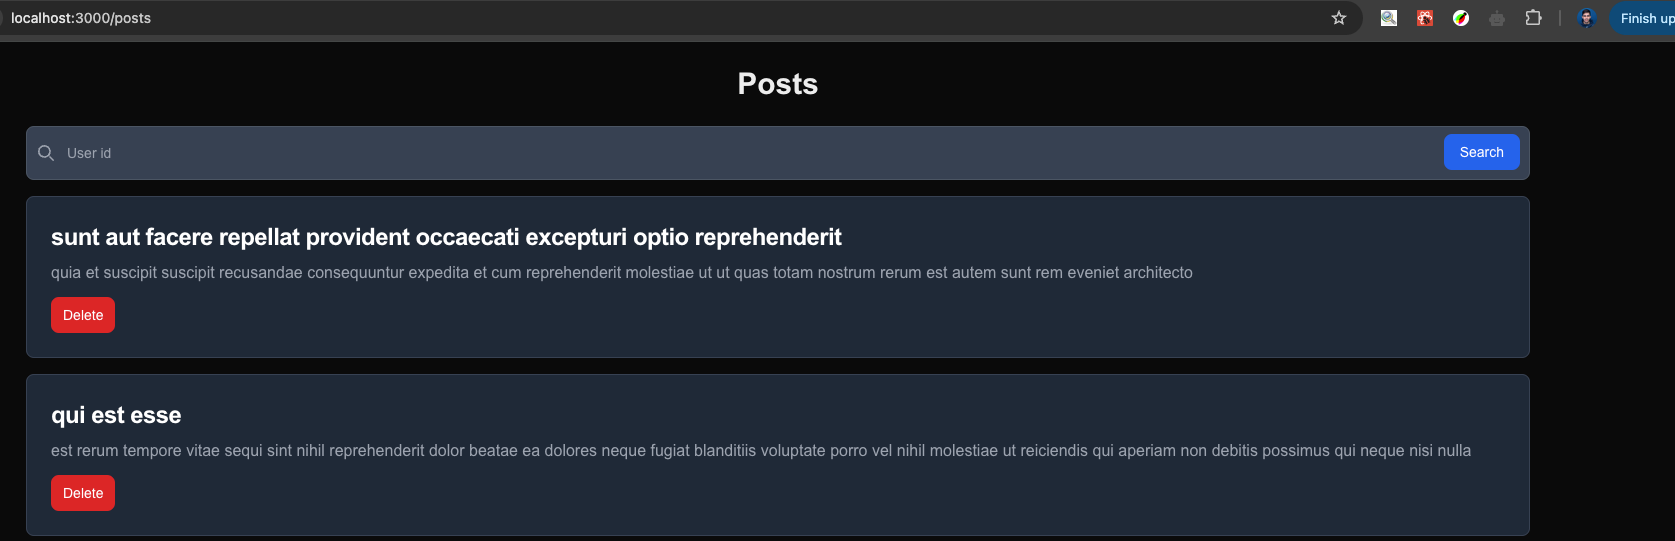 localhost:3000/posts
Finish up
Posts
User id
Search
sunt aut facere repellat provident occaecati excepturi optio reprehenderit
quia et suscipit suscipit recusandae consequuntur expedita et cum reprehenderit molestiae ut ut quas totam nostrum rerum est autem sunt rem eveniet architecto
Delete
qui est esse
est rerum tempore vitae sequi sint nihil reprehenderit dolor beatae ea dolores neque fugiat blanditiis voluptate porro vel nihil molestiae ut reiciendis qui aperiam non debitis possimus qui neque nisi nulla
Delete